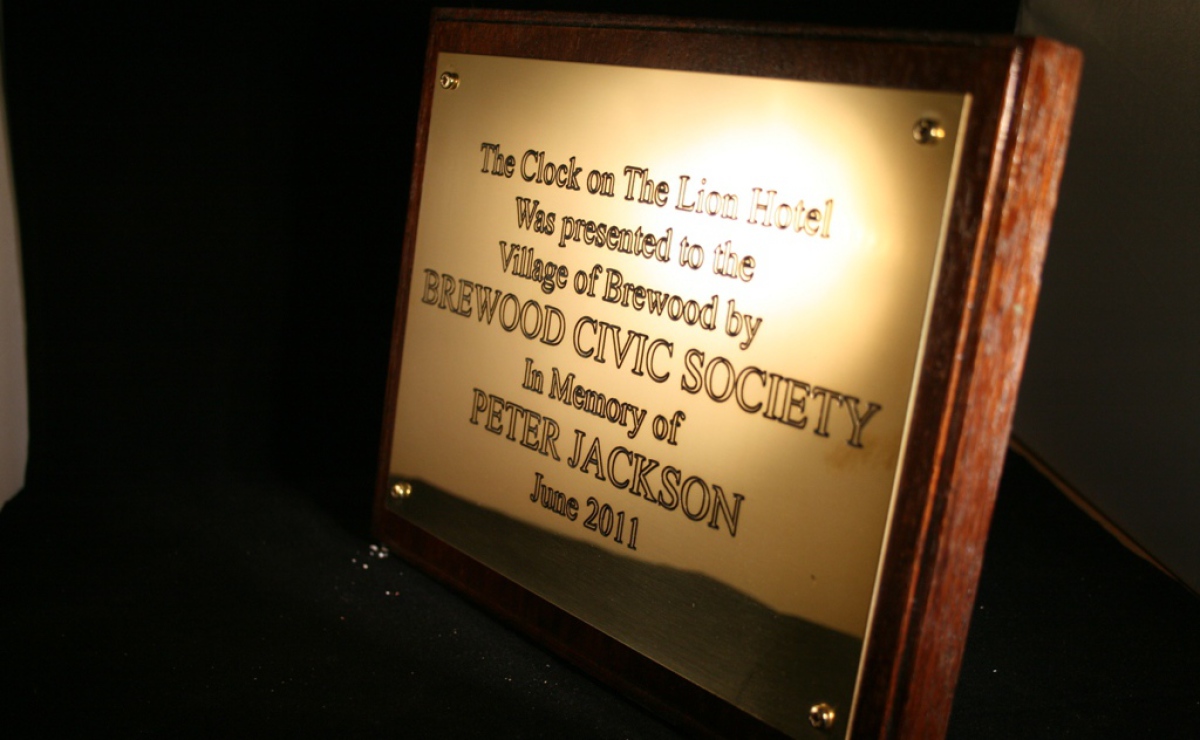 The Clock on The Lion Hotel
Was presented to the
Village of Brewood by
BREWOOD CIVIC SOCIETY
In Memory of
PETER JACKSON
June 2011